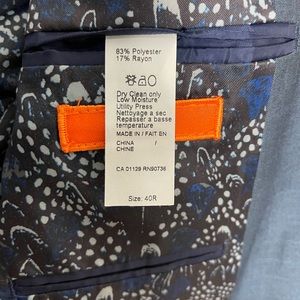 83% Polyester
17% Rayon
Dry Clean only
Low Moisture
Utility Press
Nettoyage a sec
Repasser a basse
temperature
MADE IN / FAIT EN
CHINA /
CHINE
CA 01129 RN90736
Size: 40R